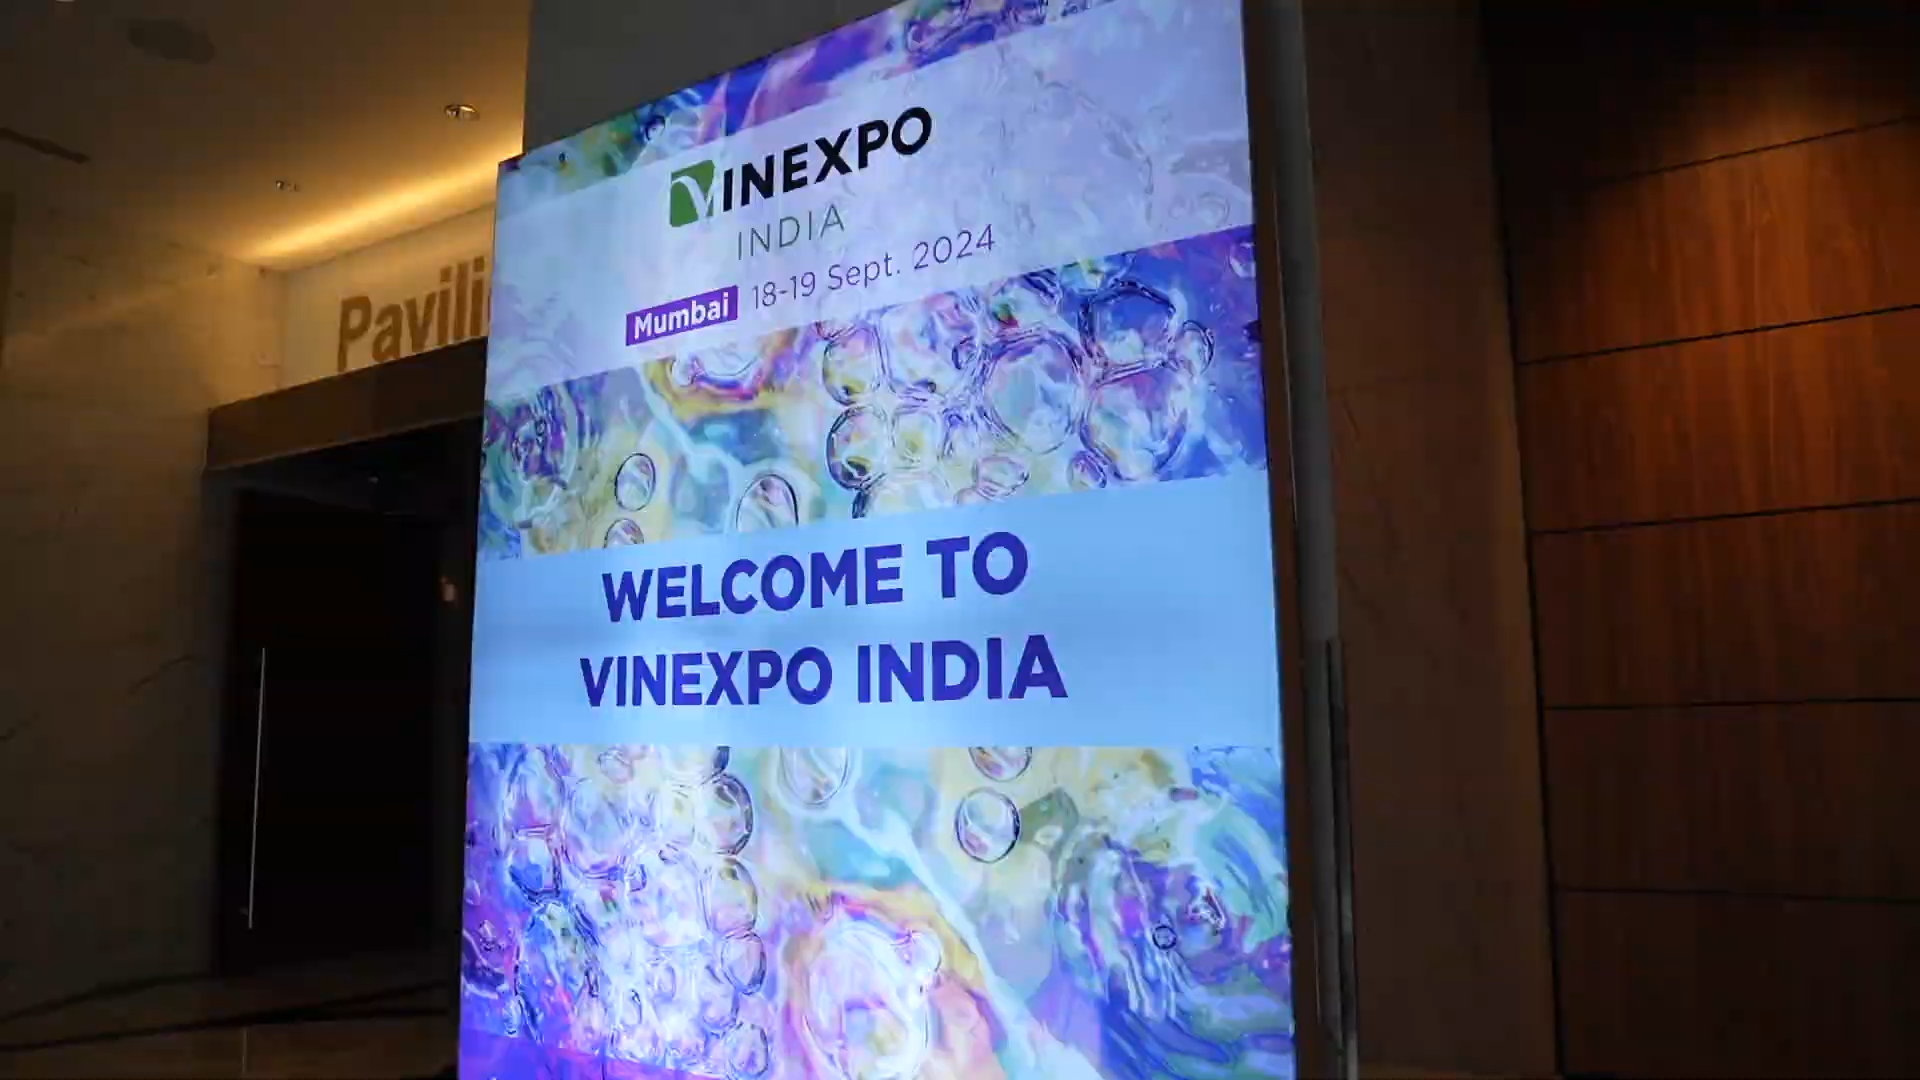 VINEXPO
INDIA
Mumbai 18-19 Sept. 2024
WELCOME TO
VINEXPO INDIA